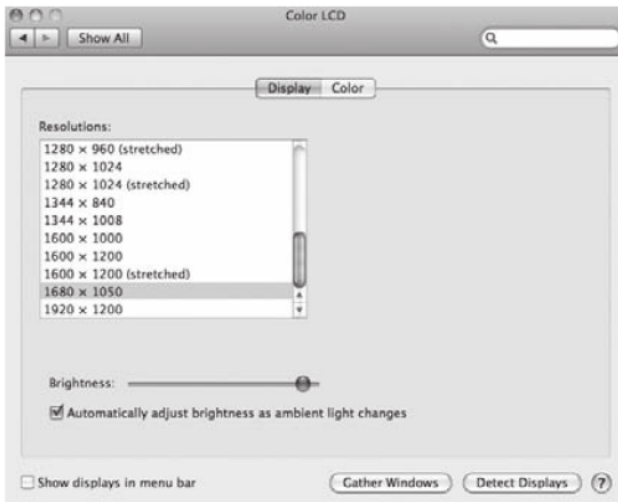 Color LCD
Show All
Display Color
Resolutions:
1280 × 960 (stretched)
1280 × 1024
1280 × 1024 (stretched)
1344 × 840
1344 × 1008
1600 × 1000
1600 × 1200
1600 × 1200 (stretched)
1680 × 1050
1920 × 1200
Brightness:
Automatically adjust brightness as ambient light changes
Show displays in menu bar Gather Windows Detect Displays ?